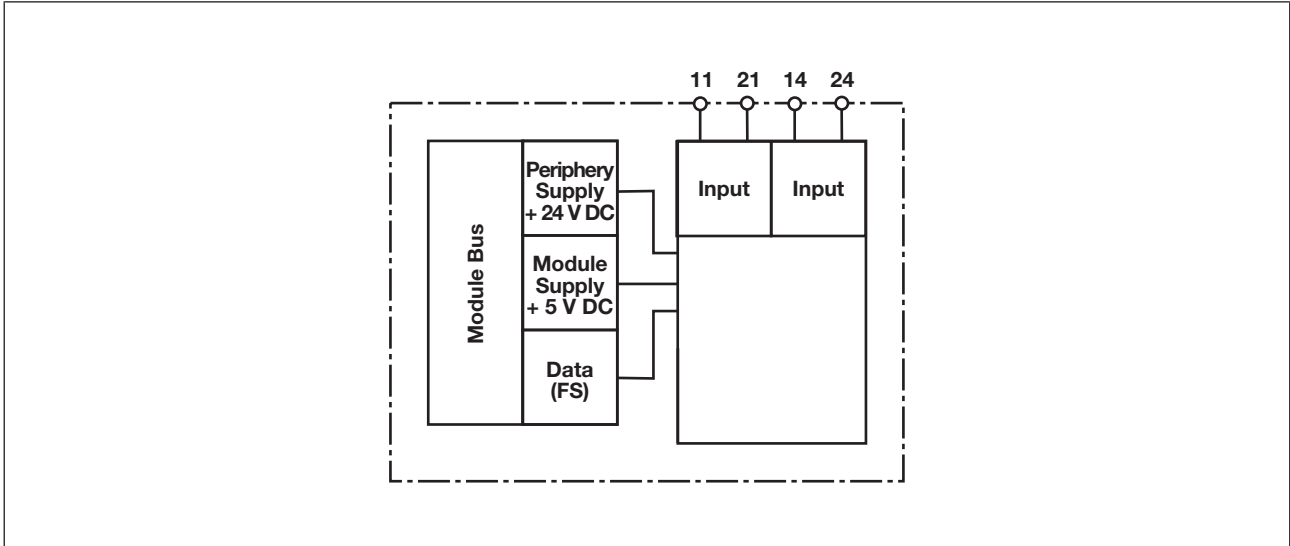 11 21 14 24
Module Bus
Periphery
Supply
+ 24 V DC
Module
Supply
+ 5 V DC
Data
(FS)
Input
Input